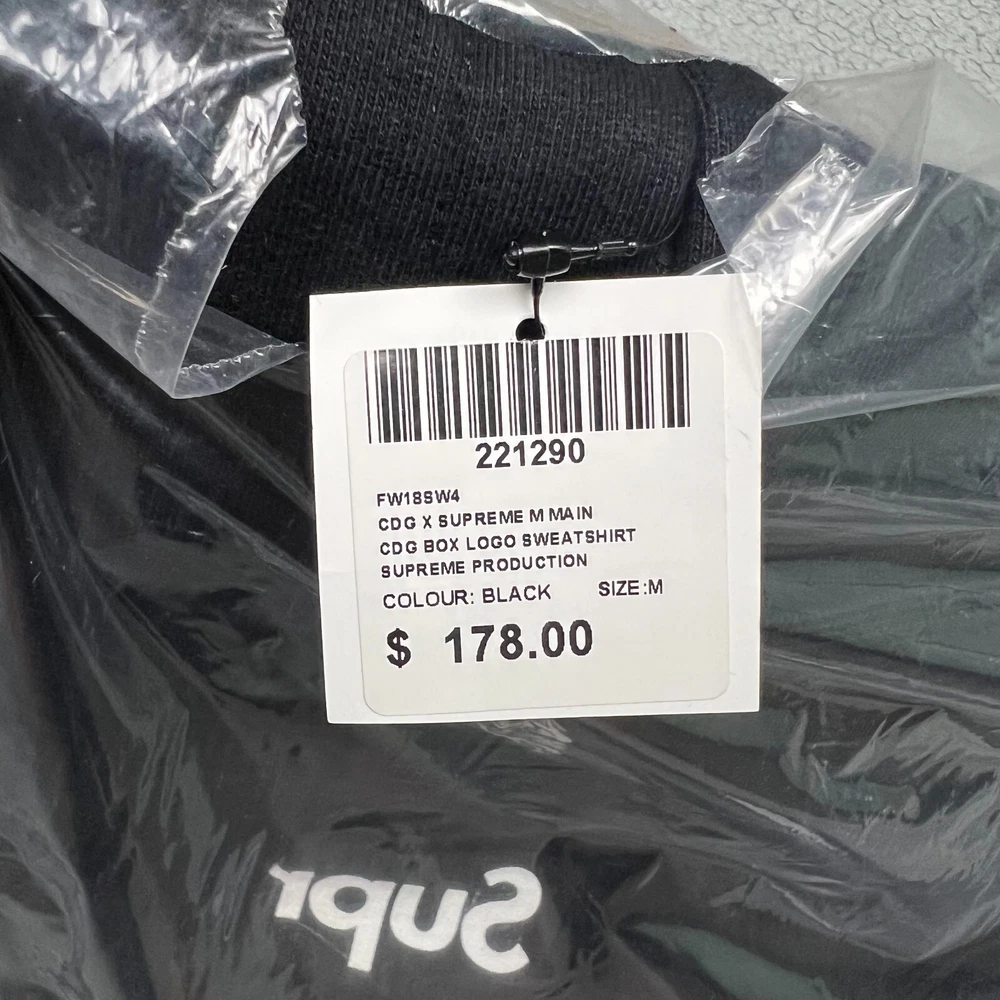 221290
FW18SW4
CDG X SUPREME M MAIN
CDG BOX LOGO SWEATSHIRT
SUPREME PRODUCTION
COLOUR: BLACK SIZE:M
$ 178.00
Supr